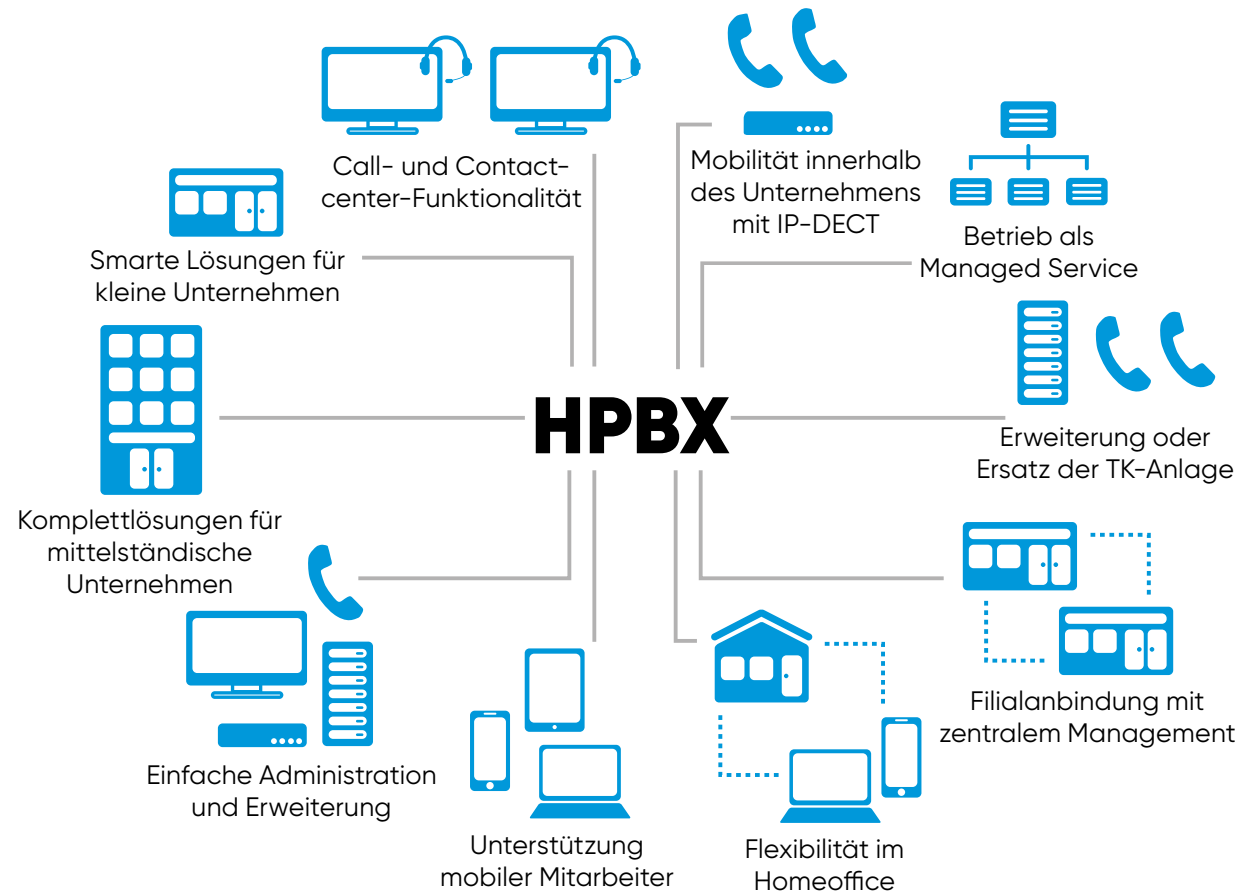 Call- und Contact-
center-Funktionalität
Mobilität innerhalb
des Unternehmens
mit IP-DECT
Betrieb als
Managed Service
Smarte Lösungen für
kleine Unternehmen
HPBX
Erweiterung oder
Ersatz der TK-Anlage
Komplettlösungen für
mittelständische
Unternehmen
Filialanbindung mit
zentralem Management
Einfache Administration
und Erweiterung
Unterstützung
mobiler Mitarbeiter
Flexibilität im
Homeoffice